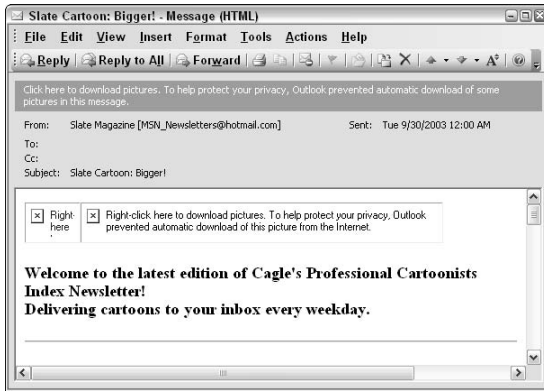 Slate Cartoon: Bigger! - Message (HTML)
File Edit View Insert Format Tools Actions Help
Reply Reply to All Forward
Click here to download pictures. To help protect your privacy, Outlook prevented automatic download of some
pictures in this message.
From: Slate Magazine [MSN_Newsletters@hotmail.com] Sent: Tue 9/30/2003 12:00 AM
To:
Cc:
Subject: Slate Cartoon: Bigger!
Right-
here
Right-click here to download pictures. To help protect your privacy, Outlook
prevented automatic download of this picture from the Internet.
Welcome to the latest edition of Cagle's Professional Cartoonists
Index Newsletter!
Delivering cartoons to your inbox every weekday.